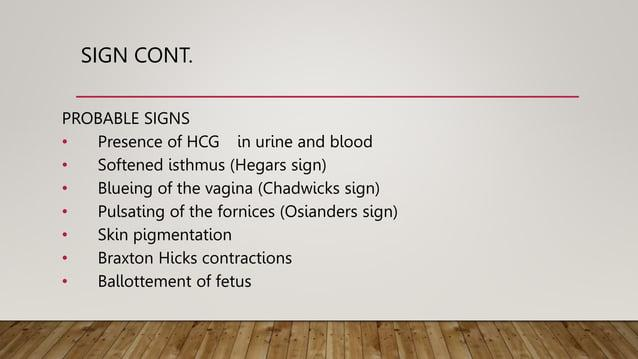 SIGN CONT.
PROBABLE SIGNS
• Presence of HCG in urine and blood
• Softened isthmus (Hegars sign)
• Blueing of the vagina (Chadwicks sign)
• Pulsating of the fornices (Osianders sign)
• Skin pigmentation
• Braxton Hicks contractions
• Ballottement of fetus